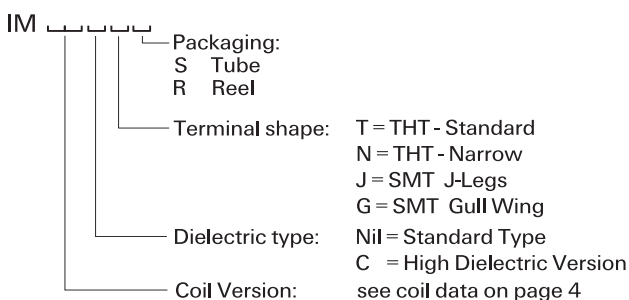 IM
Packaging:
S Tube
R Reel
Terminal shape: T = THT - Standard
N = THT - Narrow
J = SMT J-Legs
G = SMT Gull Wing
Dielectric type: Nil = Standard Type
C = High Dielectric Version
Coil Version: see coil data on page 4